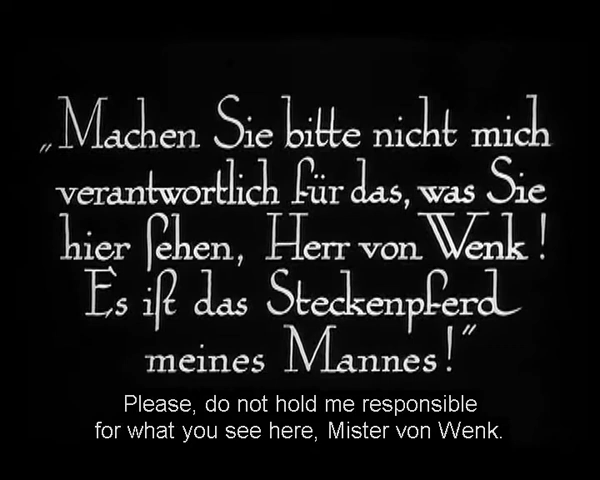 „Machen Sie bitte nicht mich
verantwortlich für das, was Sie
hier ſehen, Herr von Wenk!
Es iſt das Steckenpferd
meines Mannes!“
Please, do not hold me responsible
for what you see here, Mister von Wenk.